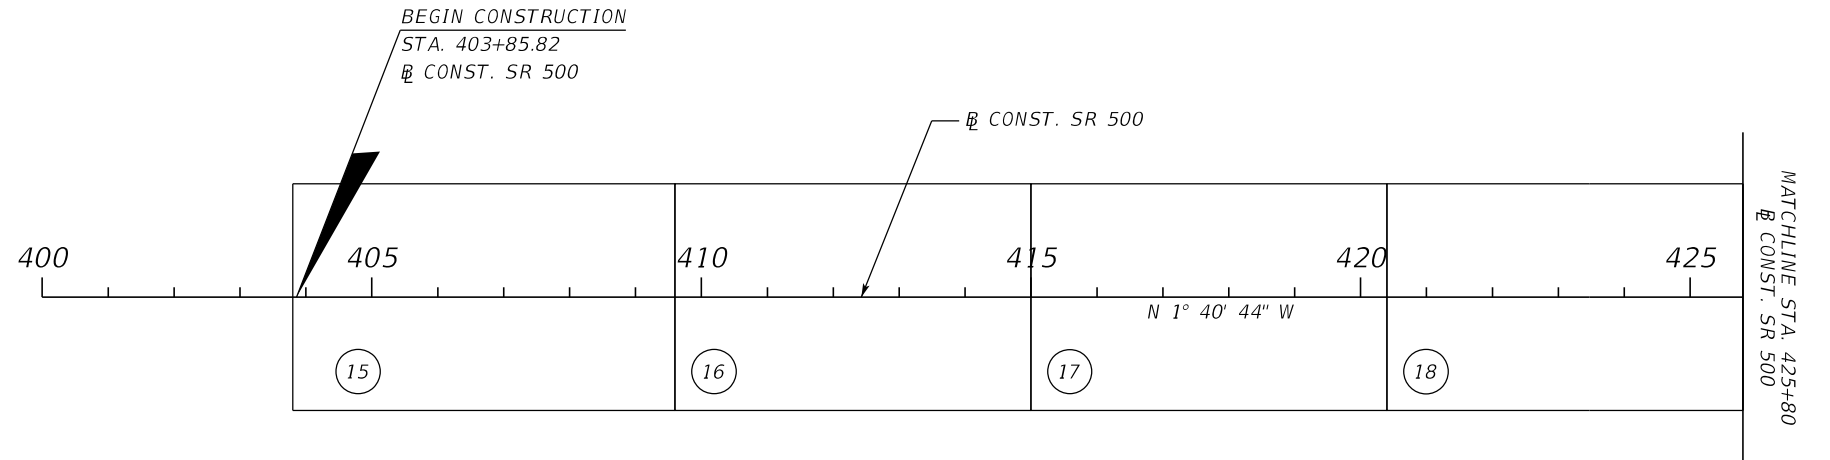 BEGIN CONSTRUCTION
STA. 403+85.82
℄ CONST. SR 500
℄ CONST. SR 500
400 405 410 415 420 425
N 1° 40' 44" W
15 16 17 18
MATCHLINE STA. 425+80
℄ CONST. SR 500